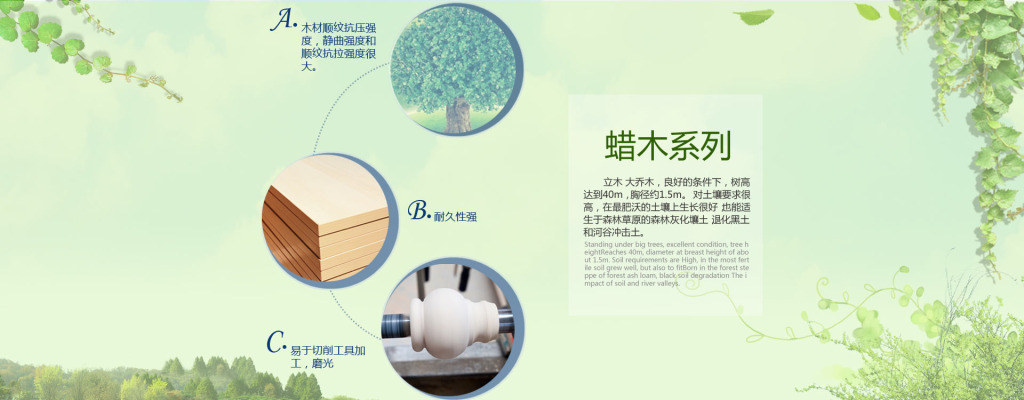 A.
木材顺纹抗压强
度，静曲强度和
顺纹抗拉强度很
大。
B.
耐久性强
C.
易于切削工具加
工，磨光
蜡木系列
立木 大乔木，良好的条件下，树高
达到40m，胸径约1.5m。 对土壤要求很
高，在最肥沃的土壤上生长很好 也能适
生于森林草原的森林灰化壤土 退化黑土
和河谷冲击土。
Standing under big trees, excellent condition, tree h
eightReaches 40m, diameter at breast height of abo
ut 1.5m. Soil requirements are High, in the most fert
ile soil grew well, but also to fitBorn in the forest ste
ppe of forest ash loam, black soil degradation The i
mpact of soil and river valleys.